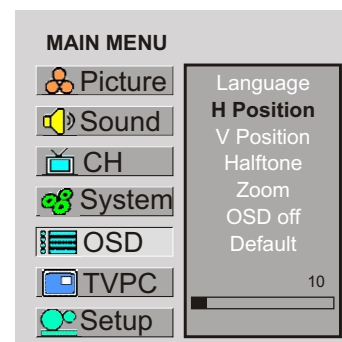 MAIN MENU
Picture
Sound
CH
System
OSD
TVPC
Setup
Language
H Position
V Position
Halftone
Zoom
OSD off
Default
10